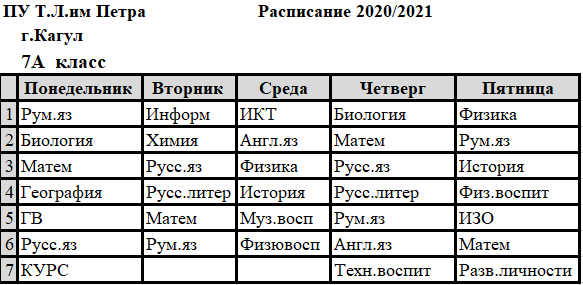 ПУ Т.Л.им Петра Расписание 2020/2021
г.Кагул
7А класс
Понедельник Вторник Среда Четверг Пятница
1 Рум.яз Информ ИКТ Биология Физика
2 Биология Химия Англ.яз Матем Рум.яз
3 Матем Русс.яз Физика Русс.яз История
4 География Русс.литер История Русс.литер Физ.воспит
5 ГВ Матем Муз.восп Рум.яз ИЗО
6 Русс.яз Рум.яз Физювосп Англ.яз Матем
7 КУРС Техн.воспит Разв.личности